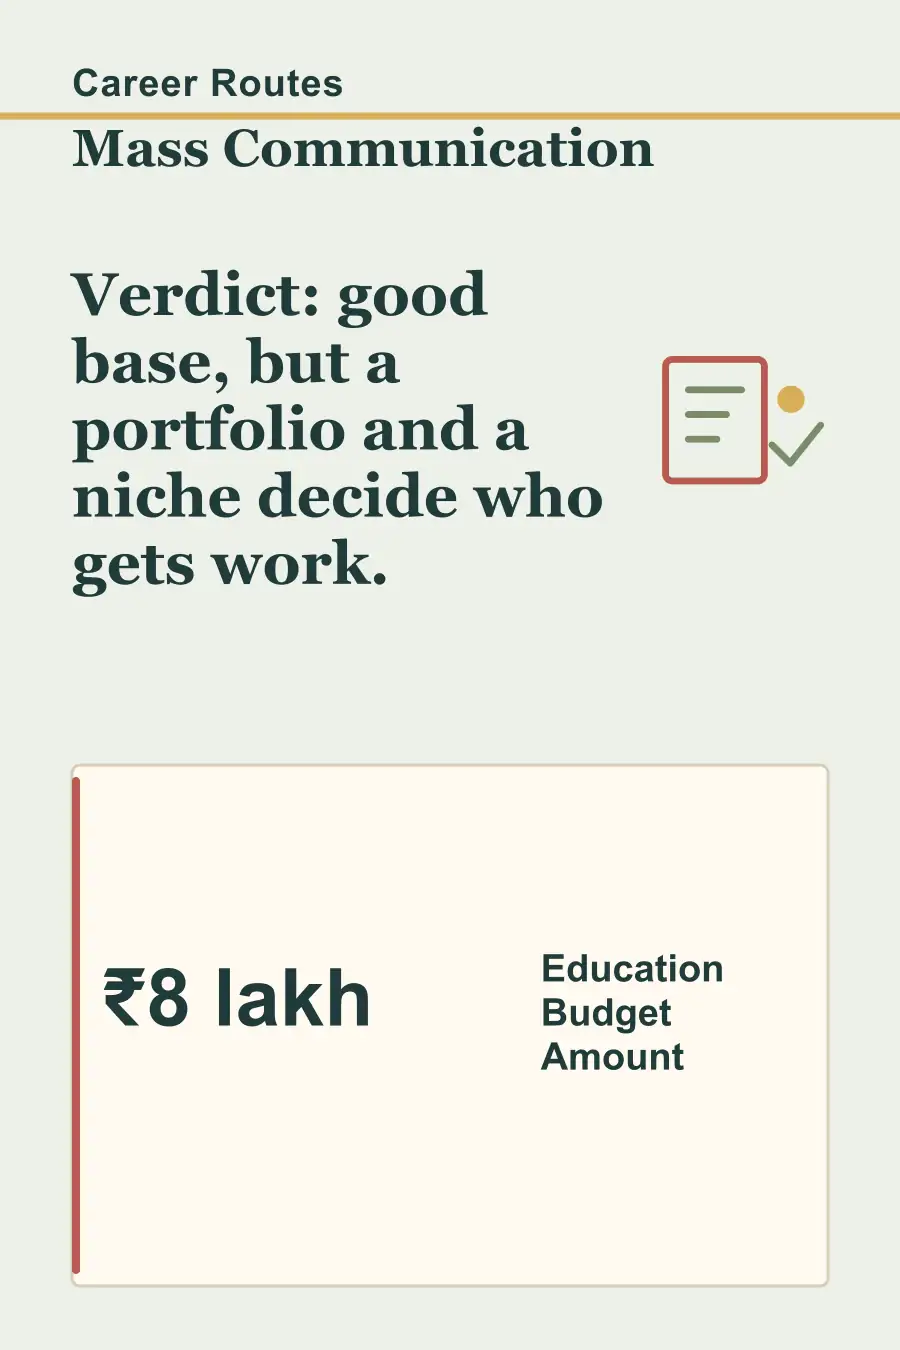 Career Routes
Mass Communication
Verdict: good
base, but a
portfolio and a
niche decide who
gets work.
₹8 lakh
Education
Budget
Amount